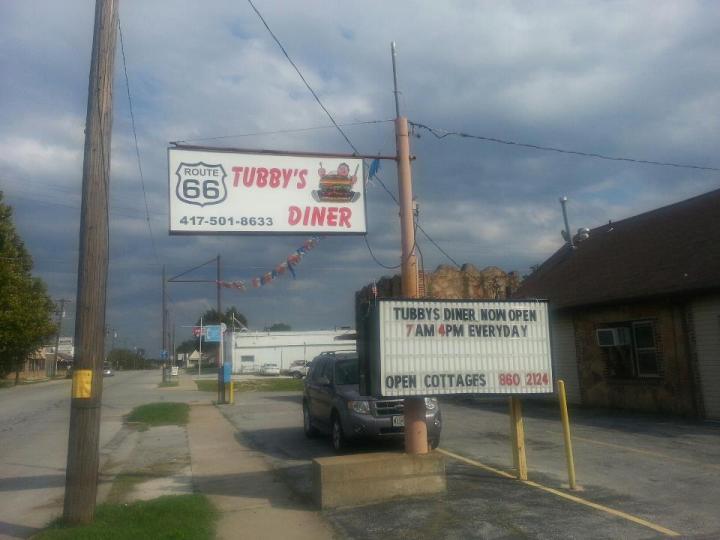 ROUTE
66
TUBBY'S
DINER
417-501-8633
TUBBYS DINER NOW OPEN
7AM 4PM EVERYDAY
OPEN COTTAGES 860 2124